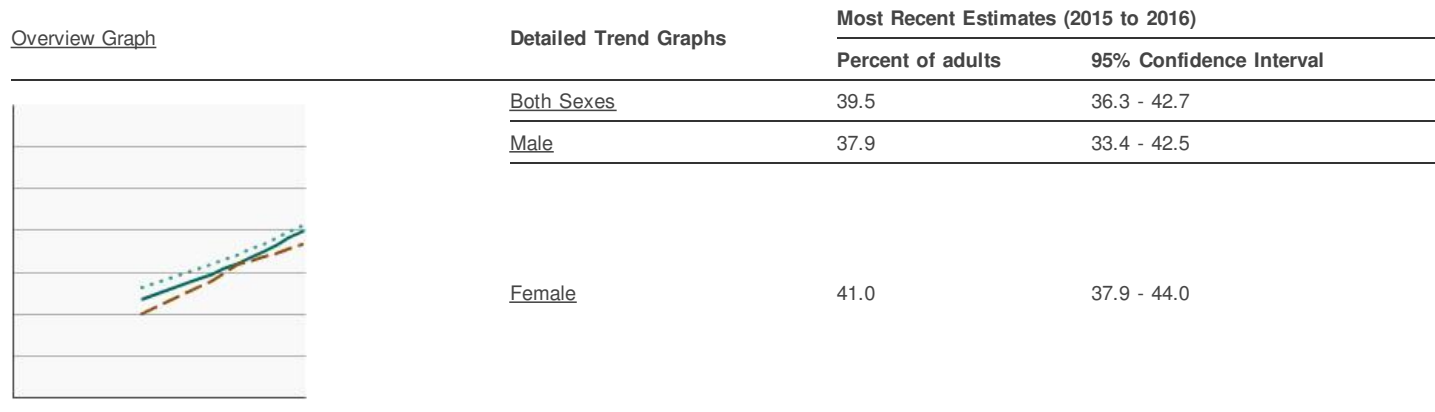 Overview Graph Detailed Trend Graphs Most Recent Estimates (2015 to 2016)
Percent of adults 95% Confidence Interval
Both Sexes 39.5 36.3 - 42.7
Male 37.9 33.4 - 42.5
Female 41.0 37.9 - 44.0